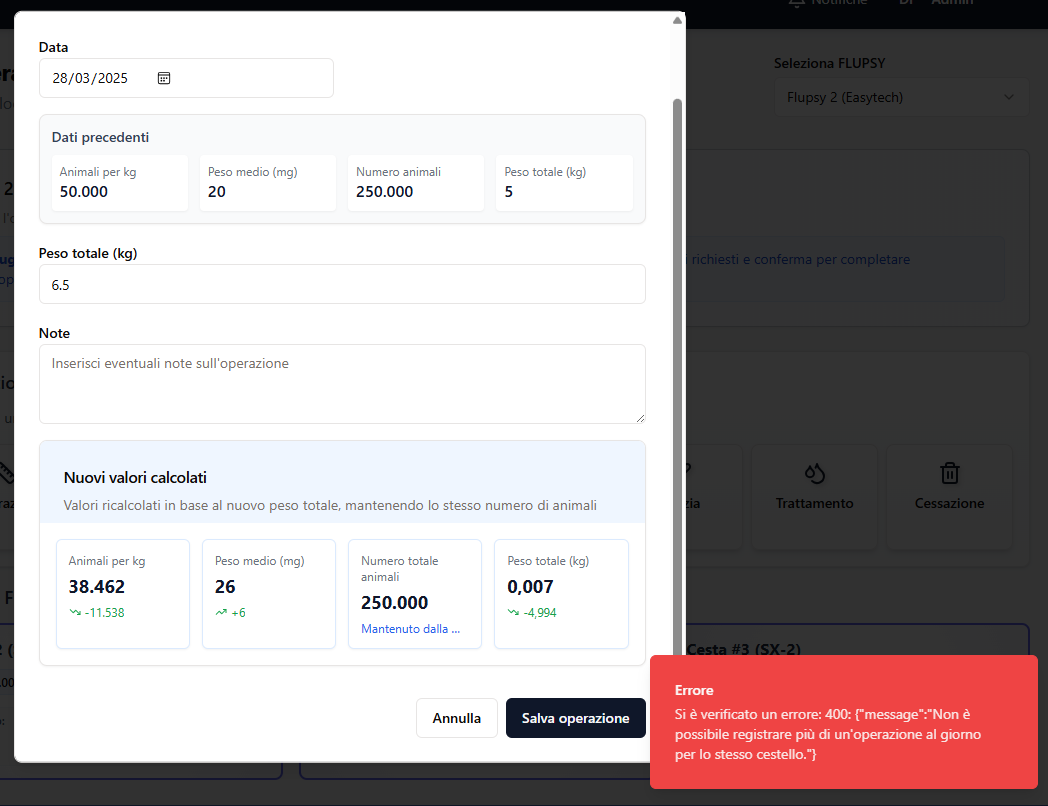 Notifiche
Di
Admin
Data
28/03/2025
Seleziona FLUPSY
Flupsy 2 (Easytech)
Dati precedenti
Animali per kg
50.000
Peso medio (mg)
20
Numero animali
250.000
Peso totale (kg)
5
richiesti e conferma per completare
Peso totale (kg)
6.5
Note
Inserisci eventuali note sull'operazione
Nuovi valori calcolati
Valori ricalcolati in base al nuovo peso totale, mantenendo lo stesso numero di animali
Animali per kg
38.462
-11.538
Peso medio (mg)
26
+6
Numero totale
animali
250.000
Mantenuto dalla ...
Peso totale (kg)
0,007
-4,994
Trattamento
Cessazione
Cesta #3 (SX-2)
Annulla
Salva operazione
Errore
Si è verificato un errore: 400: {"message":"Non è
possibile registrare più di un'operazione al giorno
per lo stesso cestello."}